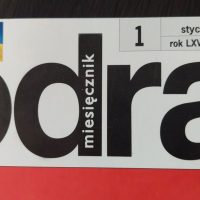 1
stycz
rok LXV
odra
miesięcznik